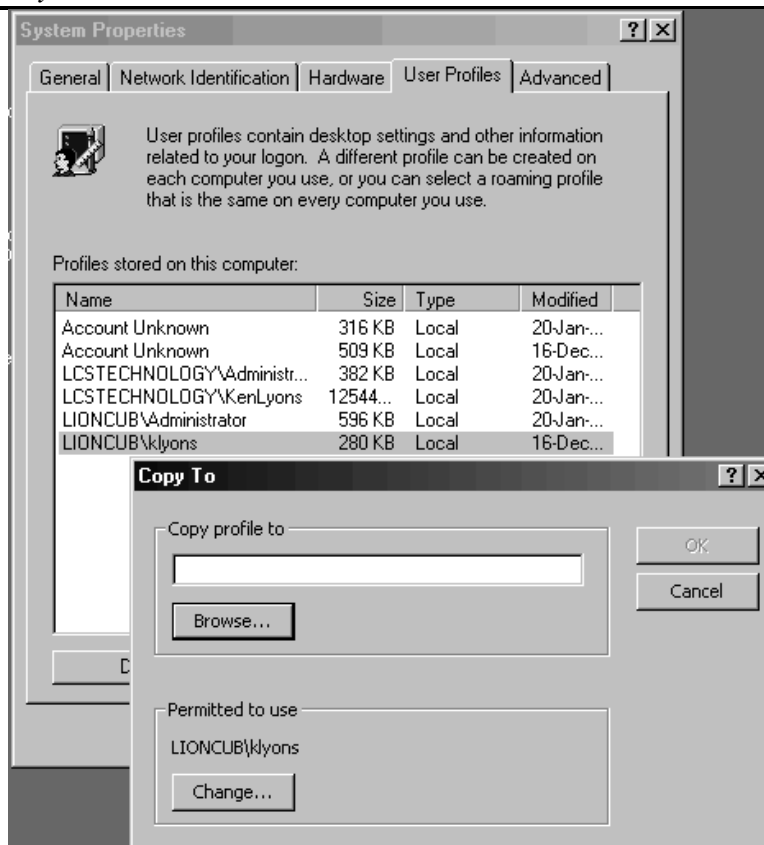 System Properties
General Network Identification Hardware User Profiles Advanced
User profiles contain desktop settings and other information
related to your logon. A different profile can be created on
each computer you use, or you can select a roaming profile
that is the same on every computer you use.
Profiles stored on this computer:
Name Size Type Modified
Account Unknown 316 KB Local 20-Jan-...
Account Unknown 509 KB Local 16-Dec...
LCSTECHNOLOGY\Administr... 382 KB Local 20-Jan-...
LCSTECHNOLOGY\KenLyons 12544... Local 20-Jan-...
LIONCUB\Administrator 596 KB Local 20-Jan-...
LIONCUB\klyons 280 KB Local 16-Dec...
Copy To
Copy profile to
OK
Cancel
Browse...
Permitted to use
LIONCUB\klyons
Change...